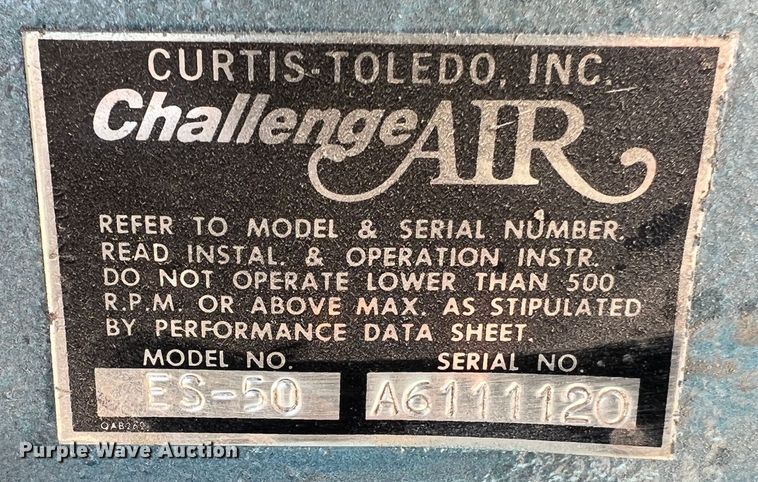 CURTIS-TOLEDO, INC.
ChallengeAIR
REFER TO MODEL & SERIAL NUMBER.
READ INSTAL. & OPERATION INSTR.
DO NOT OPERATE LOWER THAN 500
R.P.M. OR ABOVE MAX. AS STIPULATED
BY PERFORMANCE DATA SHEET.
MODEL NO. SERIAL NO.
ES-50 A6111120
Purple Wave Auction